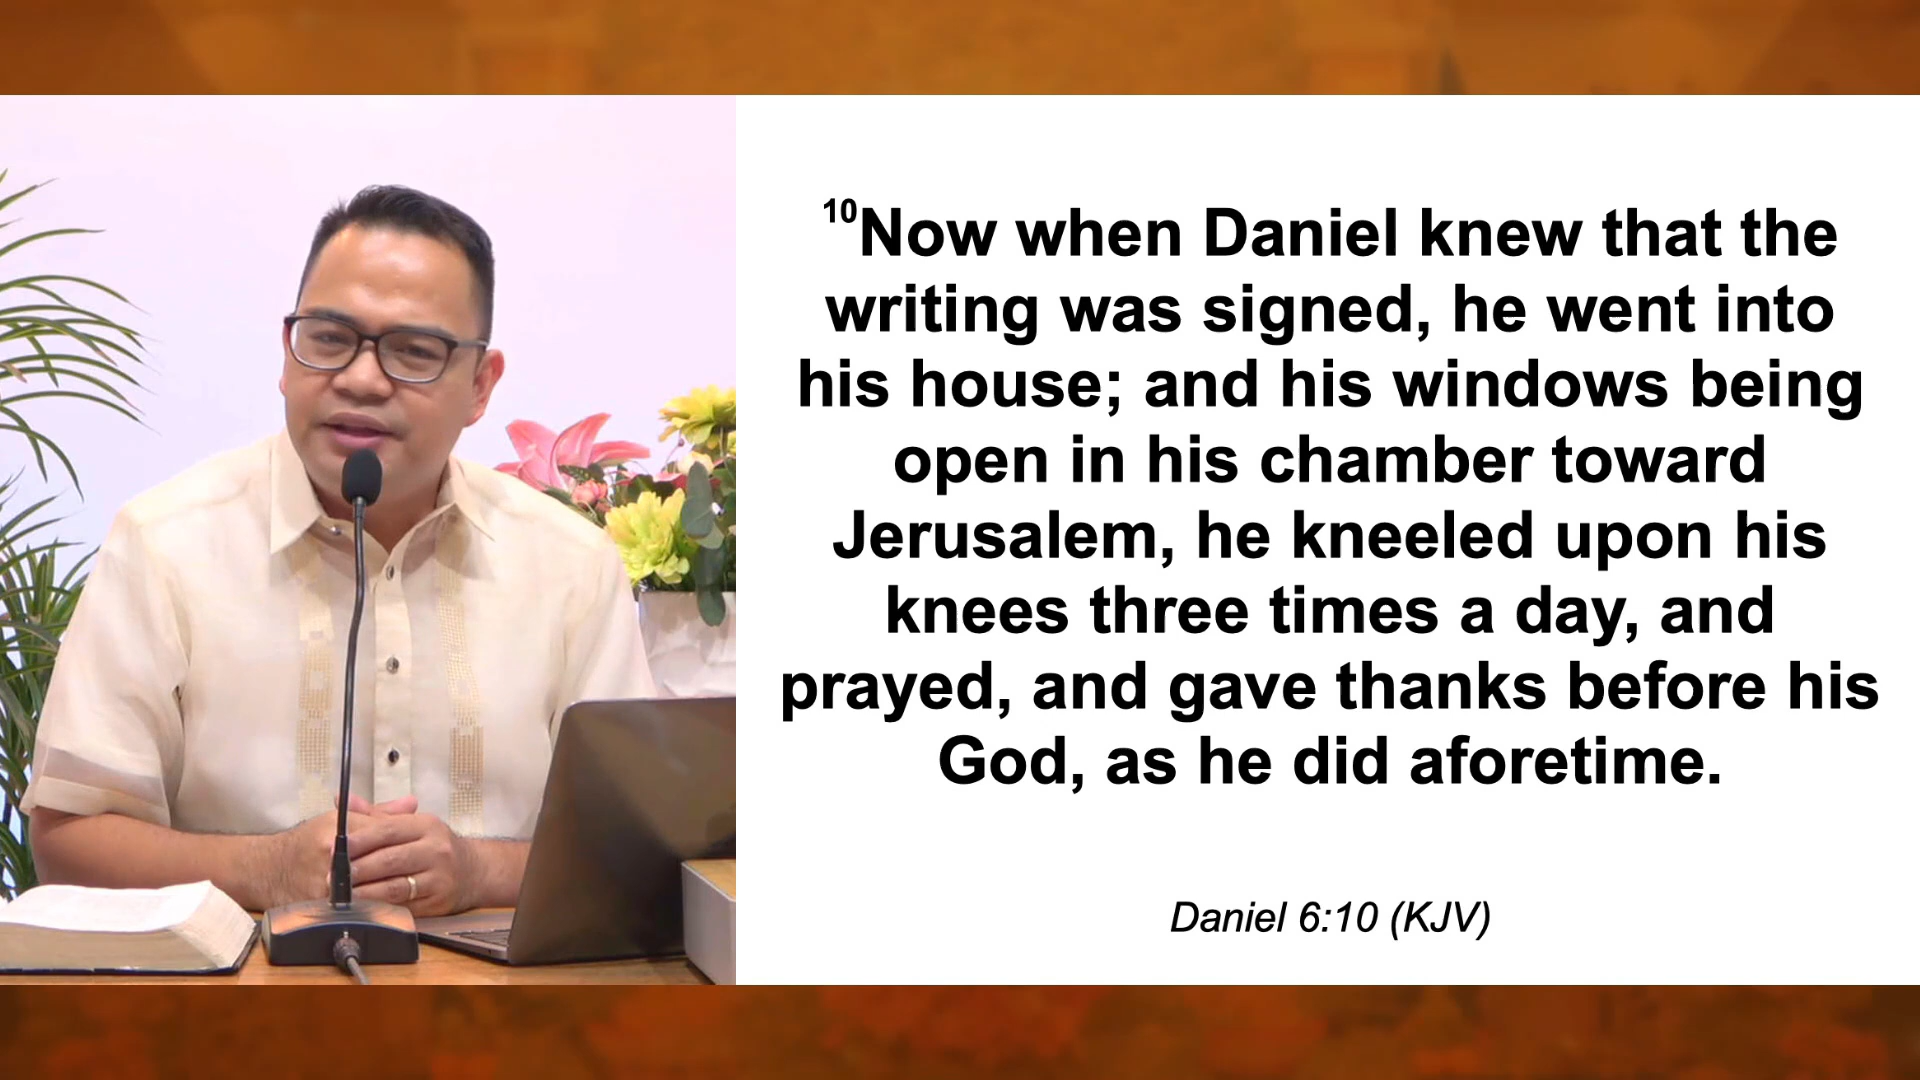 10Now when Daniel knew that the
writing was signed, he went into
his house; and his windows being
open in his chamber toward
Jerusalem, he kneeled upon his
knees three times a day, and
prayed, and gave thanks before his
God, as he did aforetime.
Daniel 6:10 (KJV)